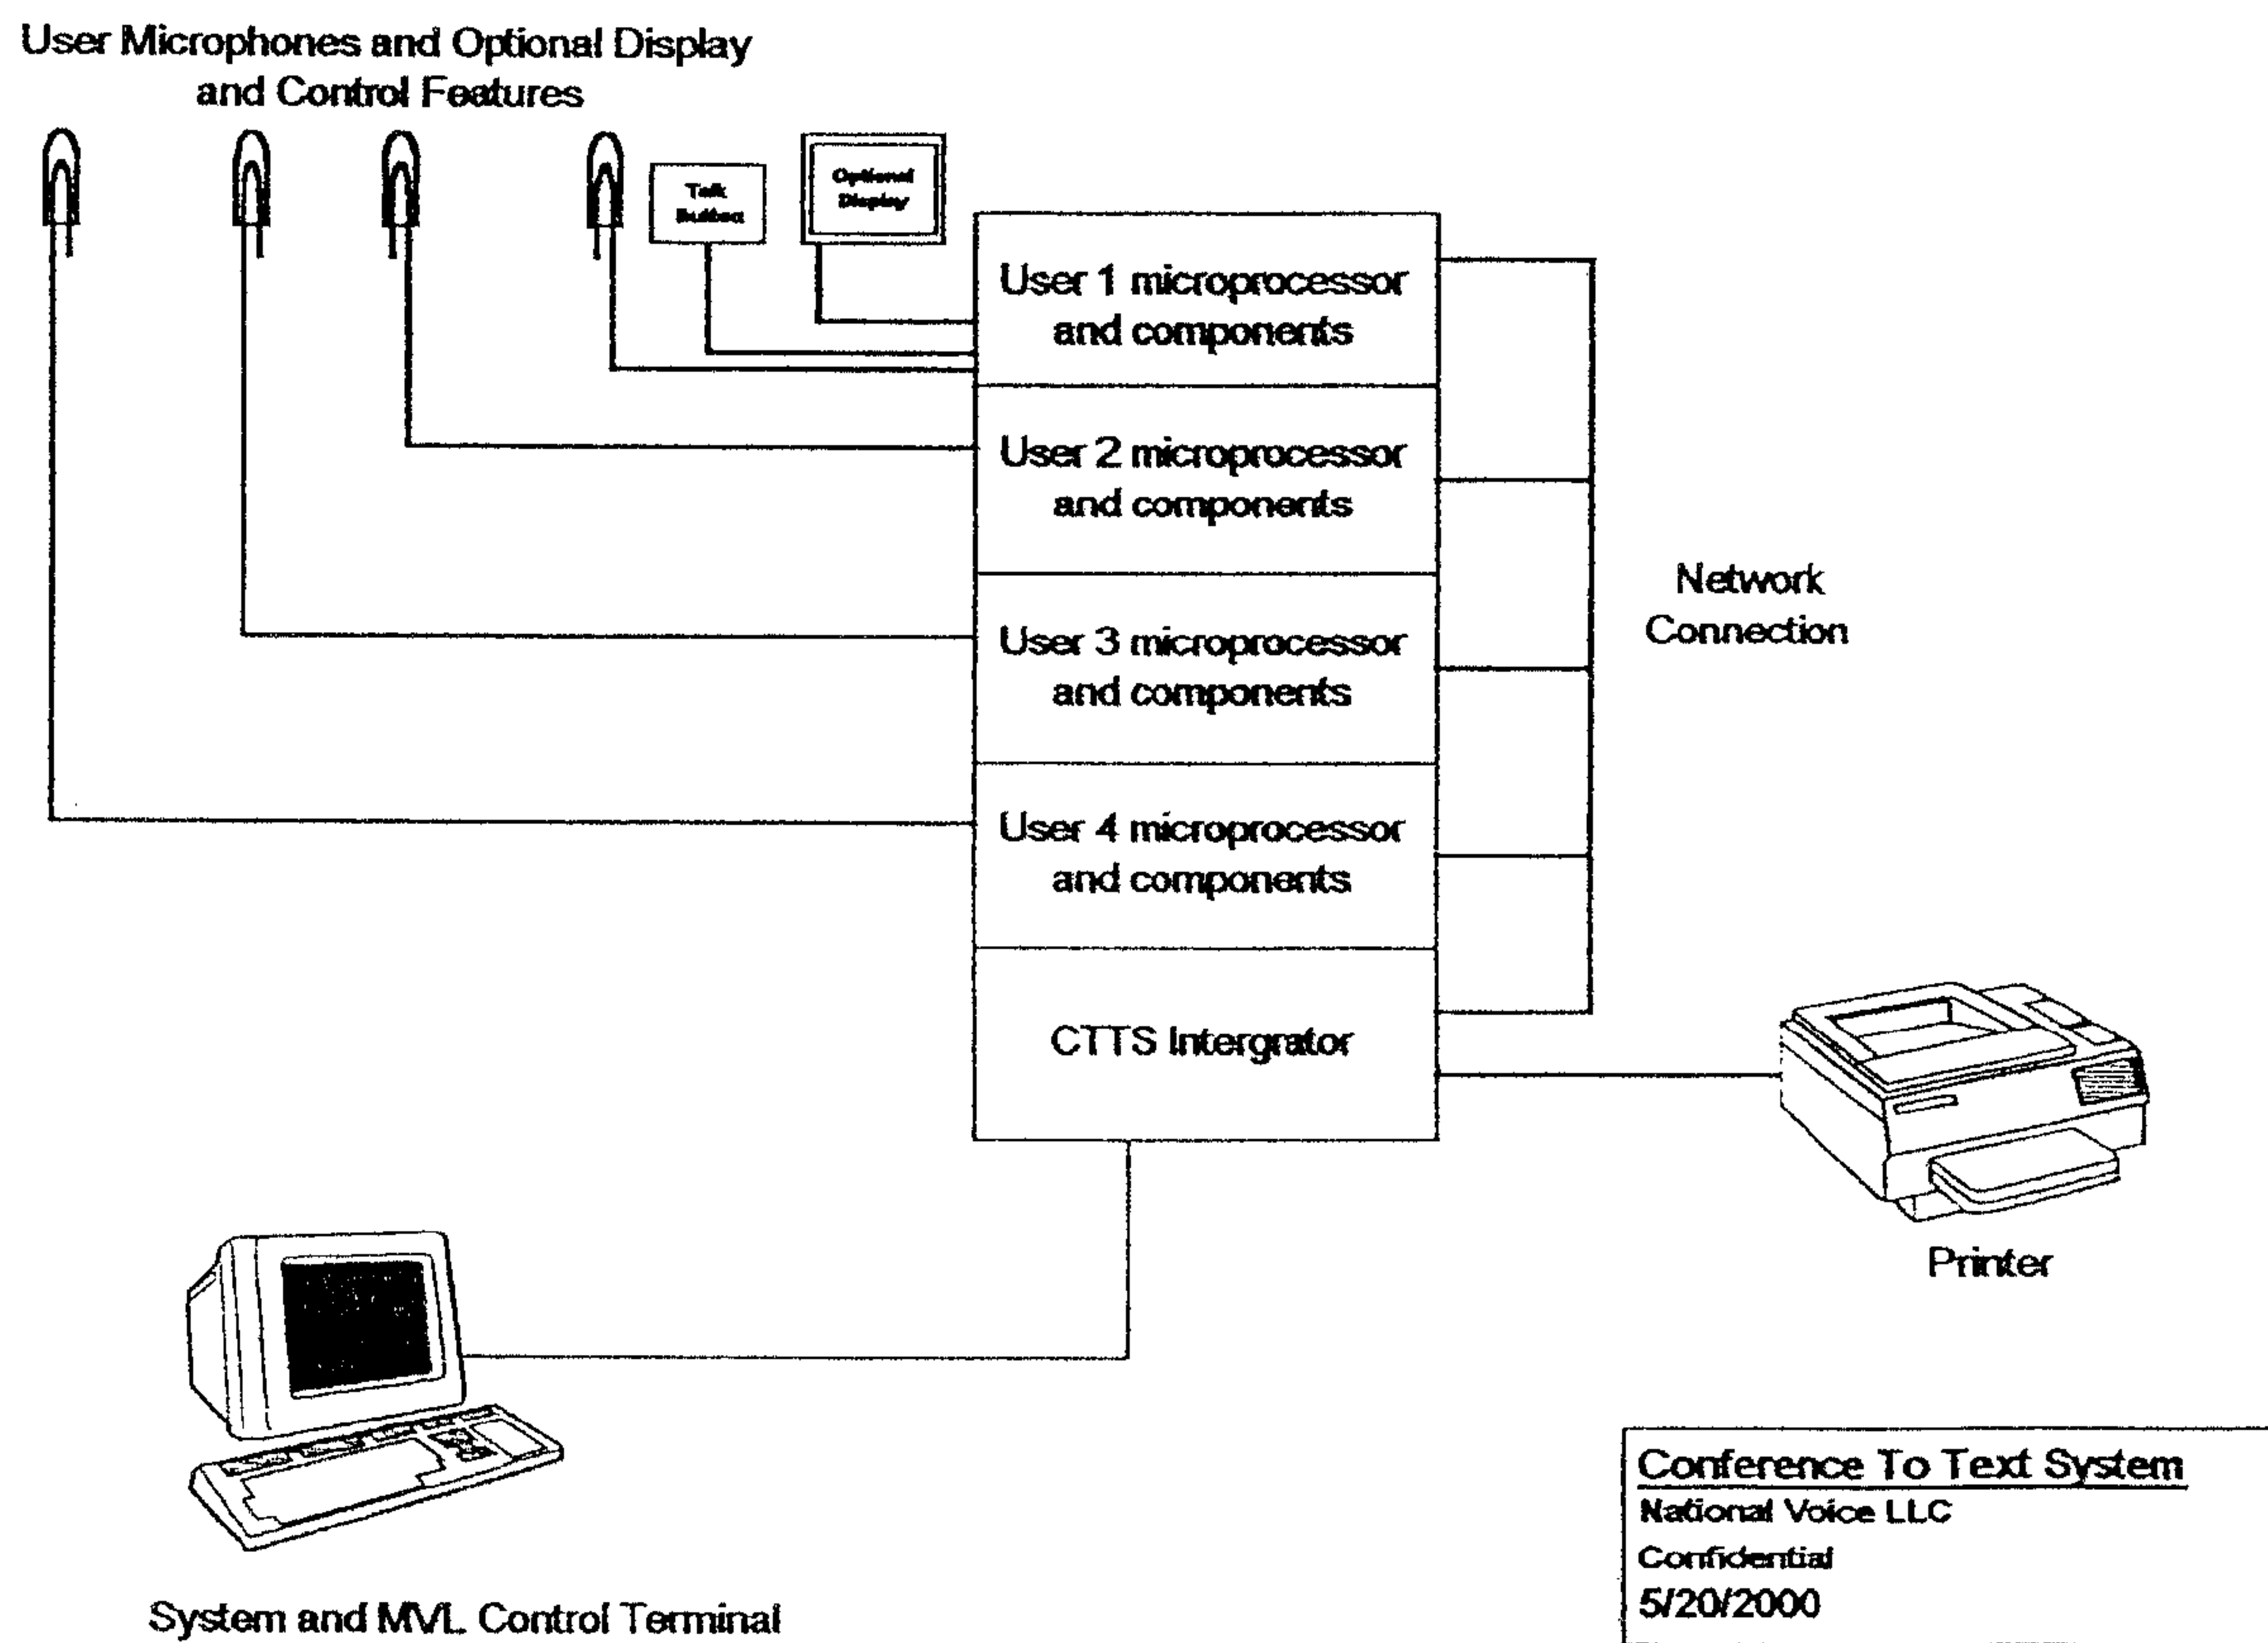 User Microphones and Optional Display
and Control Features
Talk
Button
Optional
Display
User 1 microprocessor
and components
User 2 microprocessor
and components
Network
Connection
User 3 microprocessor
and components
User 4 microprocessor
and components
CTTS Intergrator
Printer
System and MVL Control Terminal
Conference To Text System
National Voice LLC
Confidential
5/20/2000